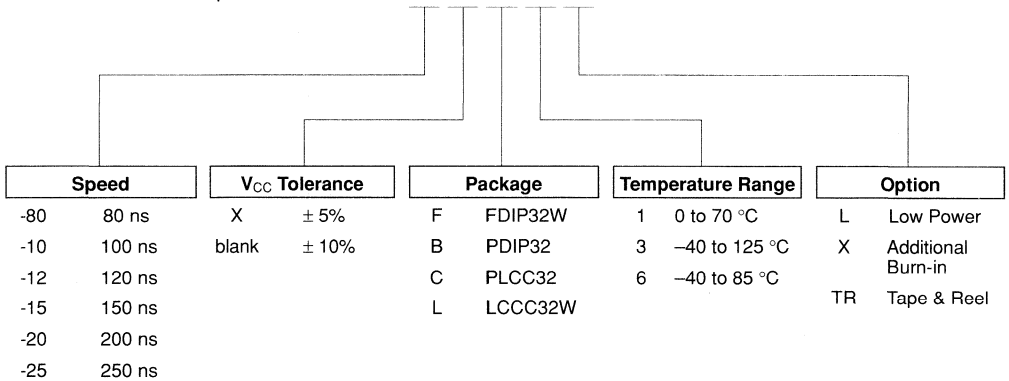 Speed
-80 80 ns
-10 100 ns
-12 120 ns
-15 150 ns
-20 200 ns
-25 250 ns
VCC Tolerance
X ± 5%
blank ± 10%
Package
F FDIP32W
B PDIP32
C PLCC32
L LCCC32W
Temperature Range
1 0 to 70 °C
3 –40 to 125 °C
6 –40 to 85 °C
Option
L Low Power
X Additional
Burn-in
TR Tape & Reel